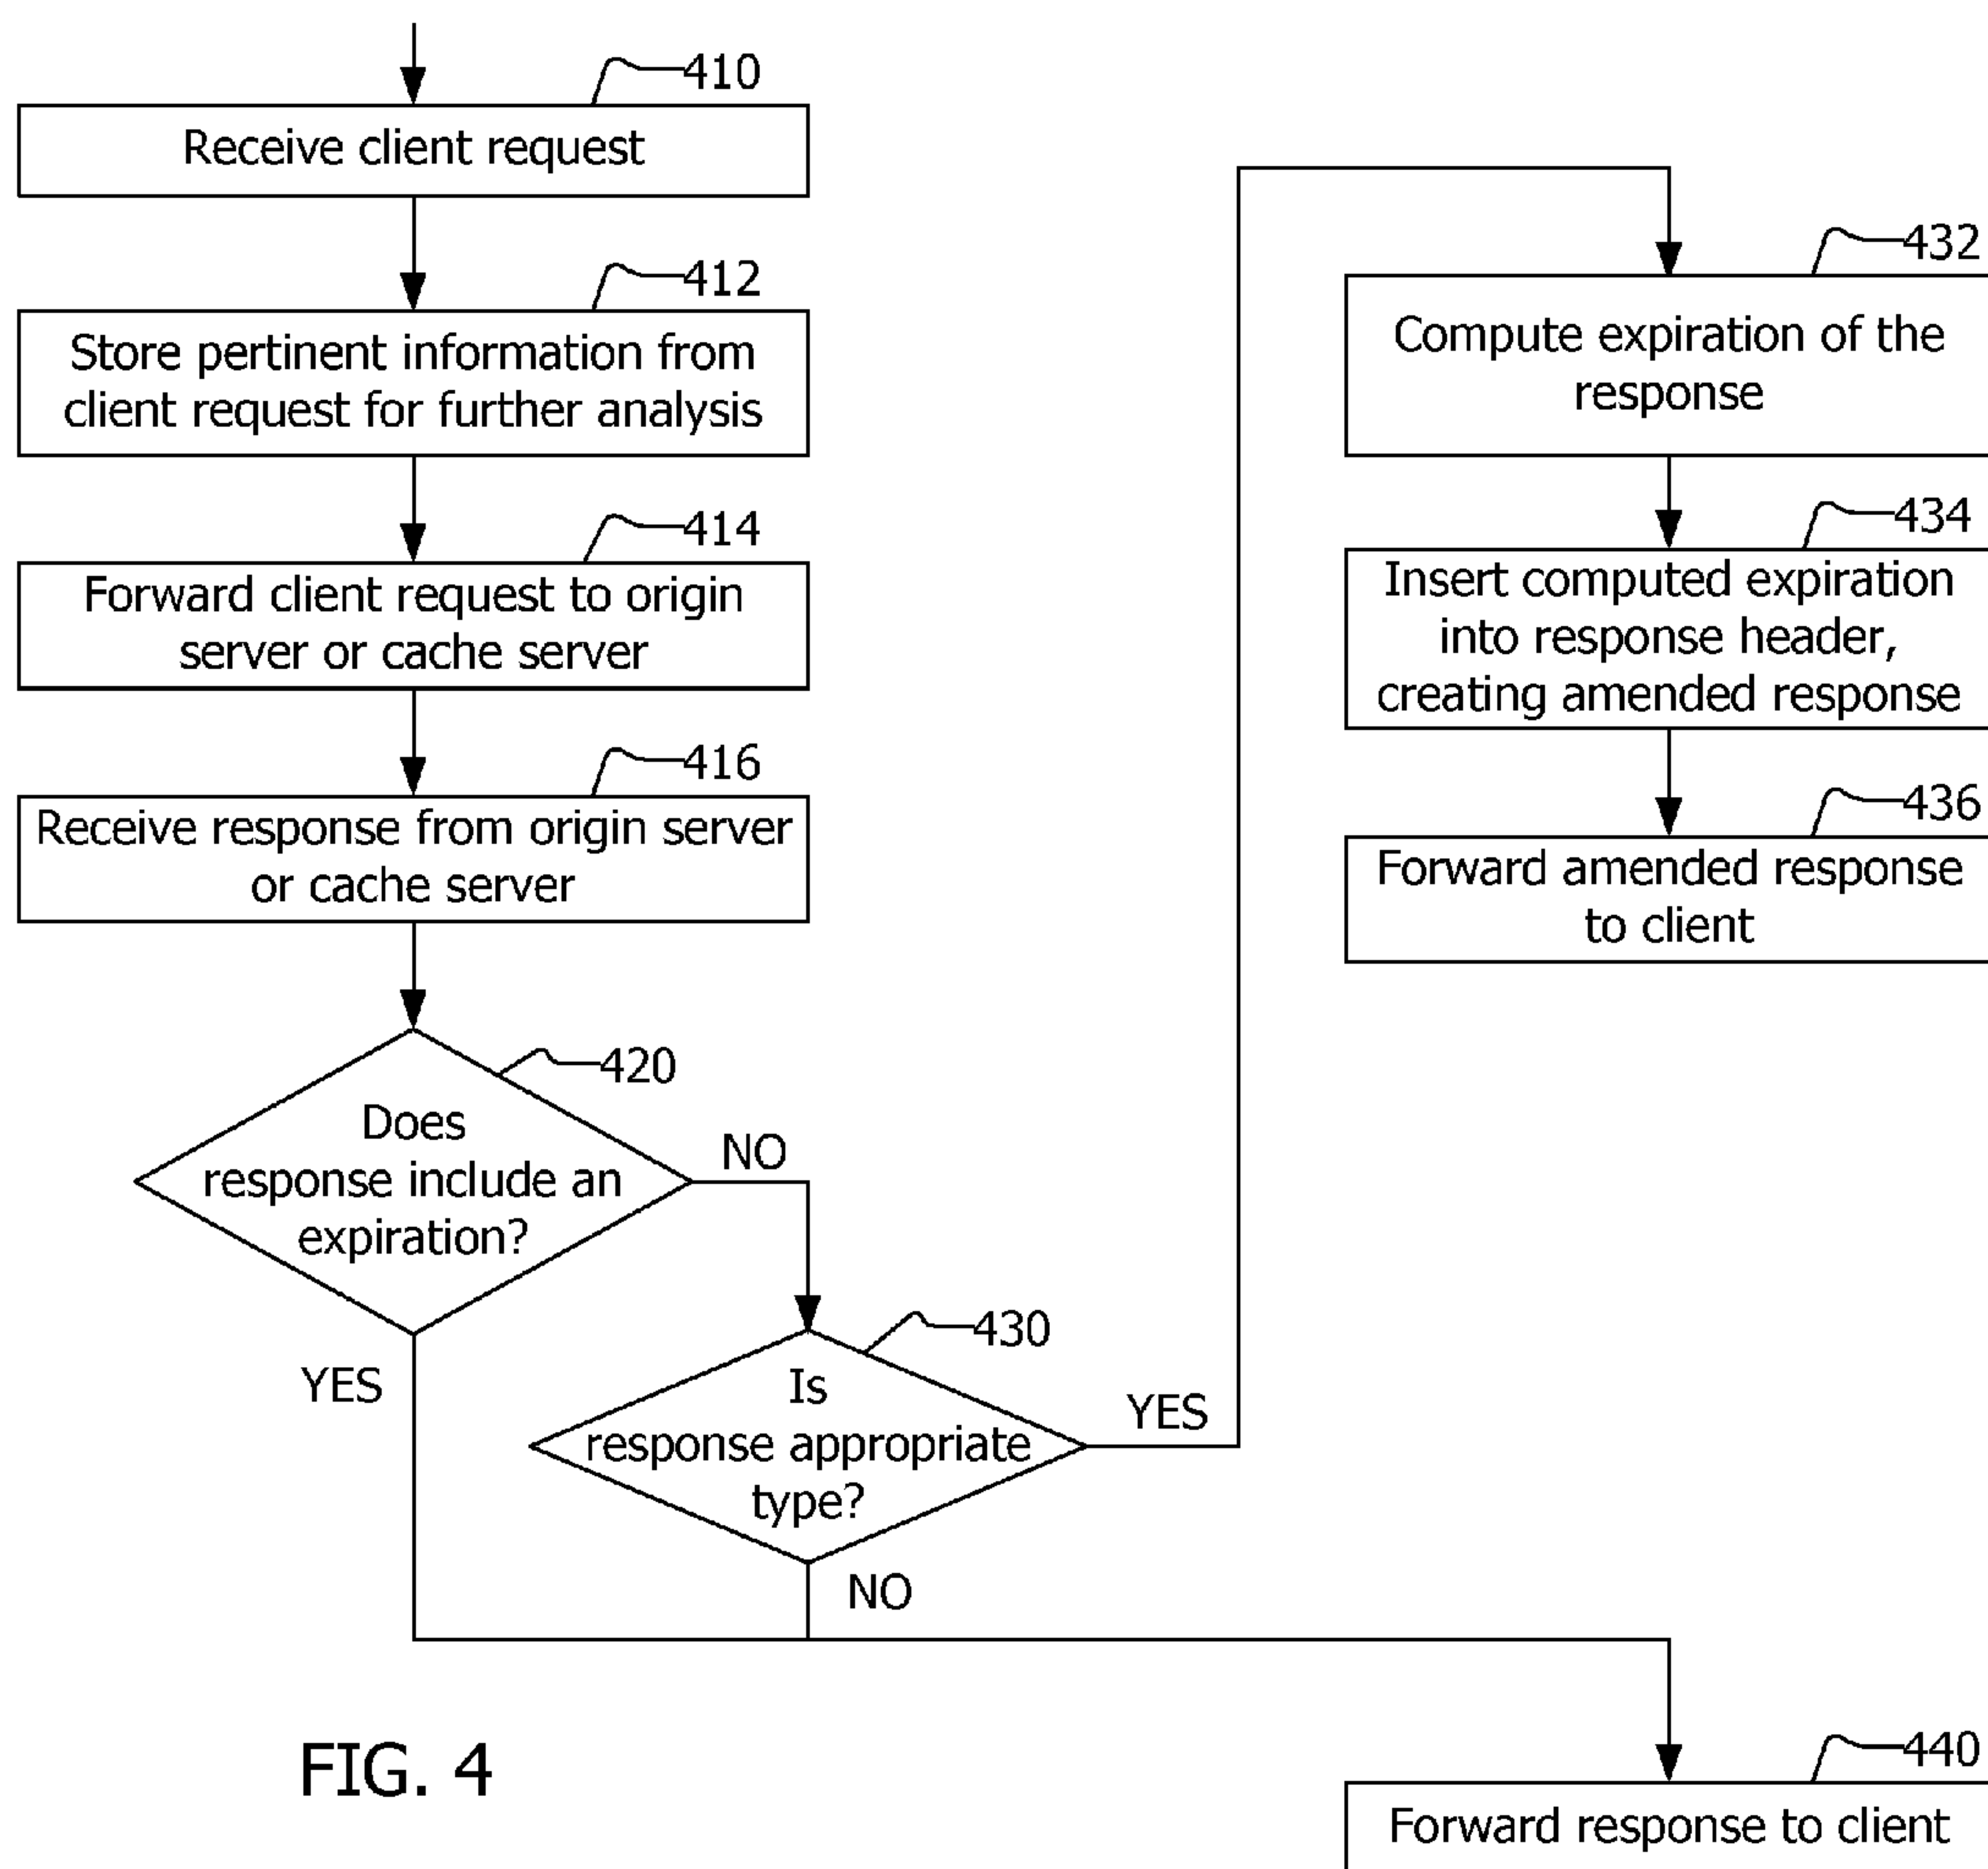 410
Receive client request
412
Store pertinent information from
client request for further analysis
414
Forward client request to origin
server or cache server
416
Receive response from origin server
or cache server
420
Does
response include an
expiration?
NO
YES
430
Is
response appropriate
type?
YES
NO
432
Compute expiration of the
response
434
Insert computed expiration
into response header,
creating amended response
436
Forward amended response
to client
440
Forward response to client
FIG. 4